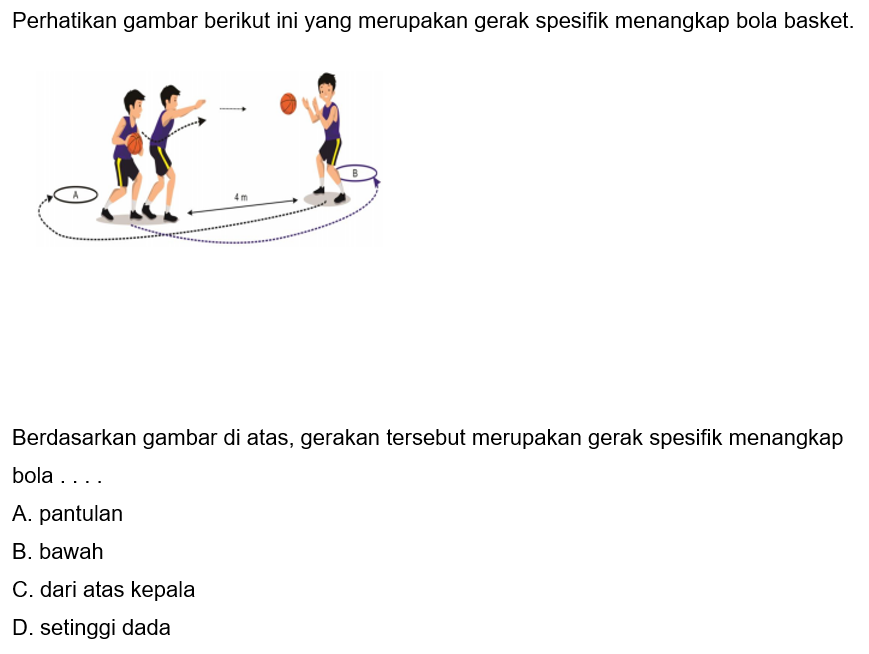 Perhatikan gambar berikut ini yang merupakan gerak spesifik menangkap bola basket.
A
B
4 m
Berdasarkan gambar di atas, gerakan tersebut merupakan gerak spesifik menangkap
bola . . . .
A. pantulan
B. bawah
C. dari atas kepala
D. setinggi dada